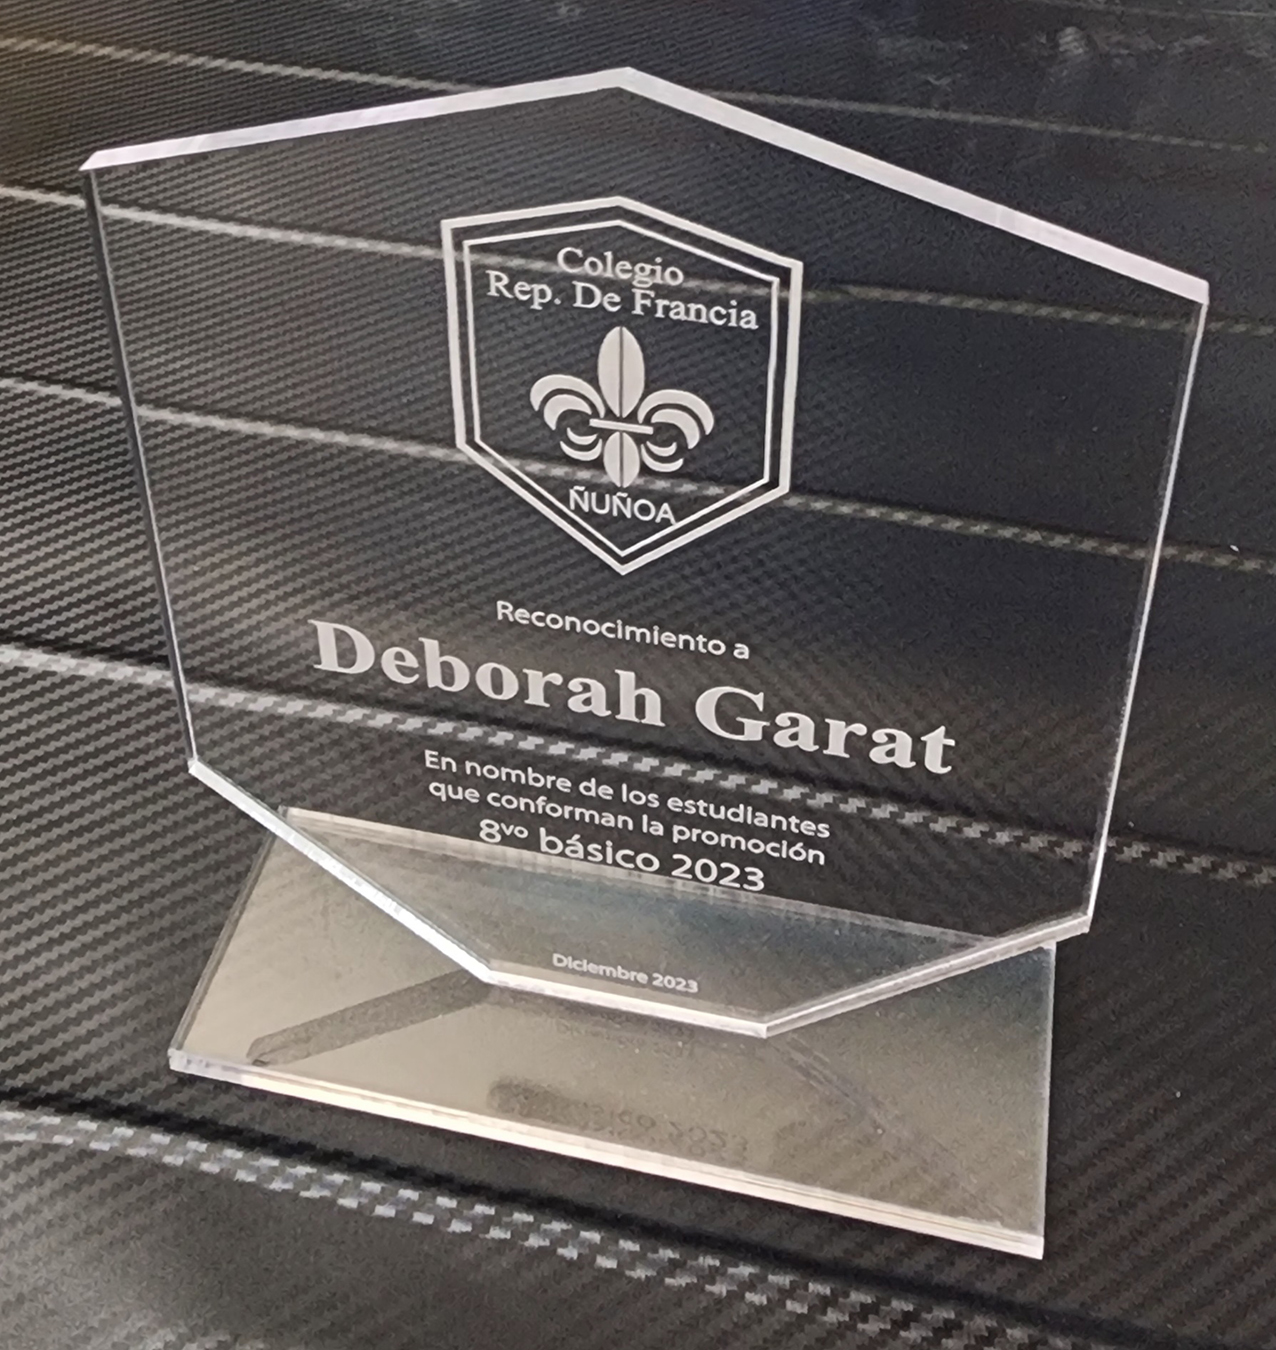 Colegio
Rep. De Francia
ÑUÑOA
Reconocimiento a
Deborah Garat
En nombre de los estudiantes
que conforman la promoción
8vo básico 2023
Diciembre 2023